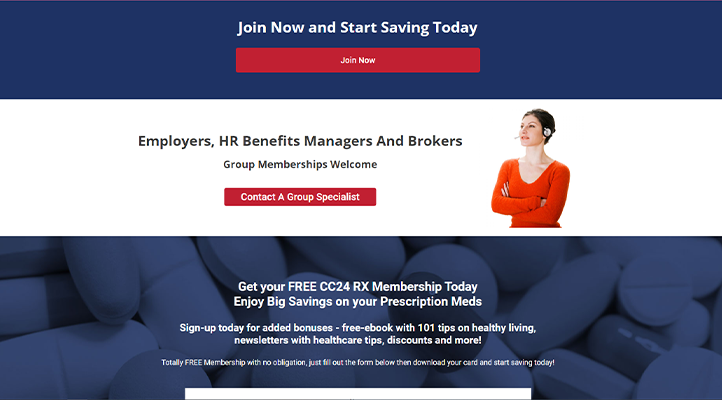 Join Now and Start Saving Today
Join Now
Employers, HR Benefits Managers And Brokers
Group Memberships Welcome
Contact A Group Specialist
Get your FREE CC24 RX Membership Today
Enjoy Big Savings on your Prescription Meds
Sign-up today for added bonuses - free-ebook with 101 tips on healthy living,
newsletters with healthcare tips, discounts and more!
Totally FREE Membership with no obligation, just fill out the form below then download your card and start saving today!